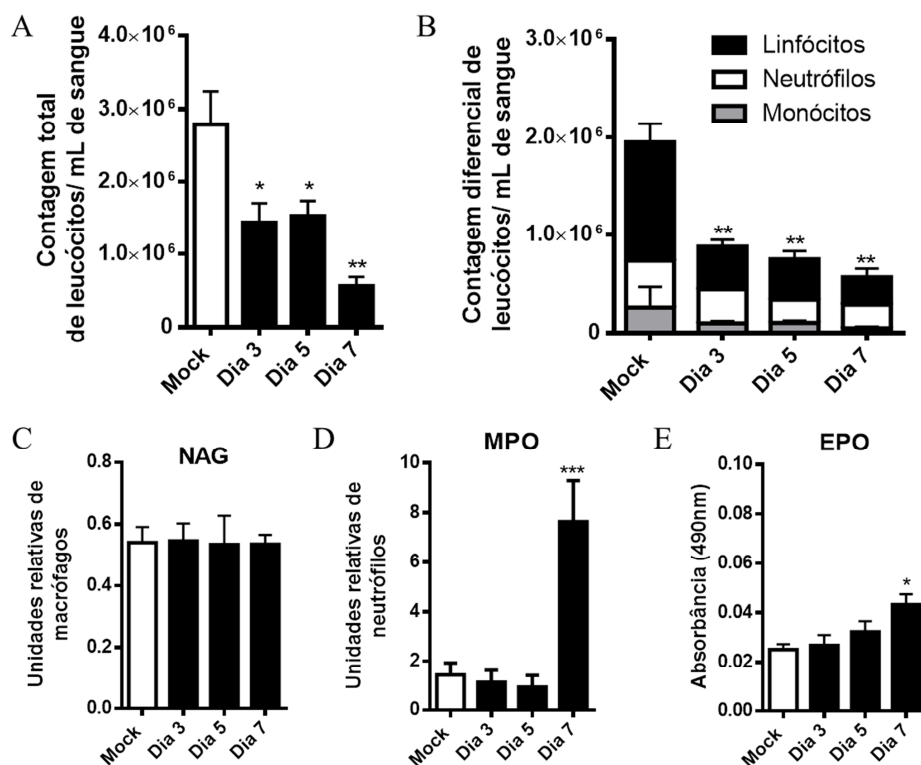 A
Contagem total
de leucócitos/ mL de sangue
4.0×10⁶
3.0×10⁶
2.0×10⁶
1.0×10⁶
0
*
*
**
Mock
Dia 3
Dia 5
Dia 7
B
Contagem diferencial de
leucócitos/ mL de sangue
3.0×10⁶
2.0×10⁶
1.0×10⁶
0
Linfócitos
Neutrófilos
Monócitos
**
**
**
Mock
Dia 3
Dia 5
Dia 7
C
NAG
Unidades relativas de
macrófagos
0.8
0.6
0.4
0.2
0.0
Mock
Dia 3
Dia 5
Dia 7
D
MPO
Unidades relativas de
neutrófilos
10
8
6
4
2
0
***
Mock
Dia 3
Dia 5
Dia 7
E
EPO
Absorbância (490nm)
0.10
0.08
0.06
0.04
0.02
0.00
*
Mock
Dia 3
Dia 5
Dia 7